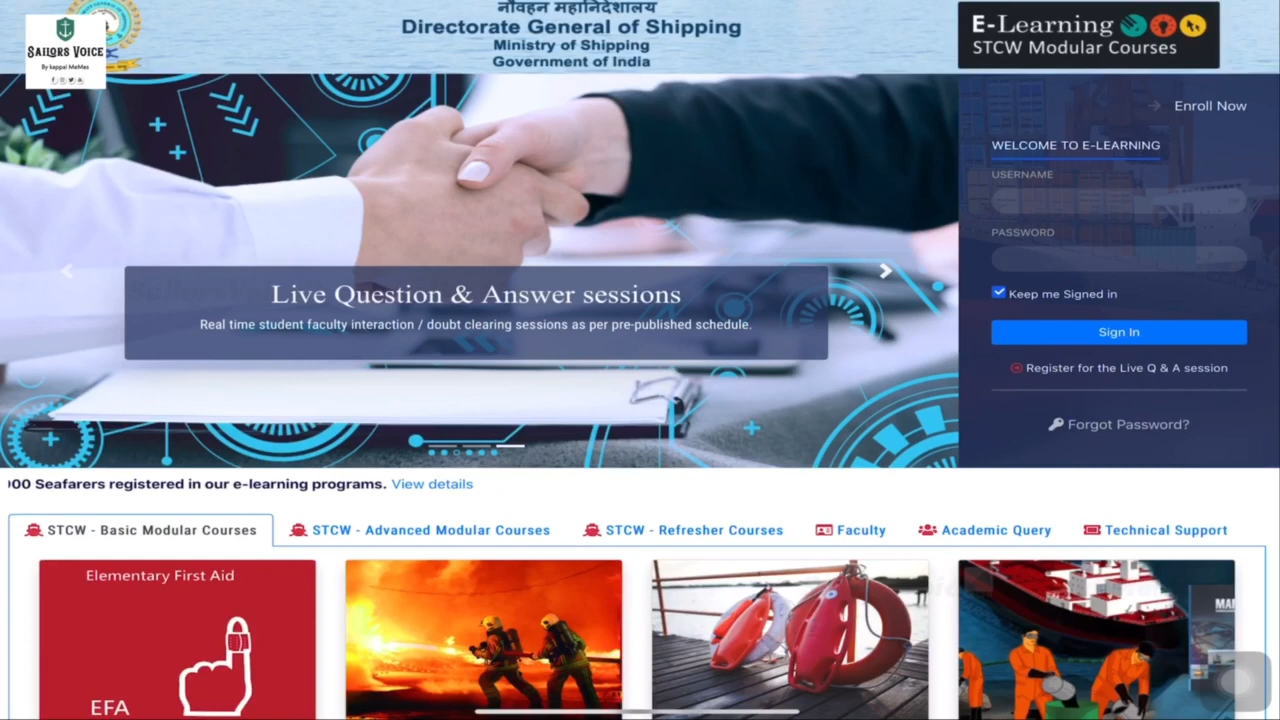 नौवहन महानिदेशालय
Directorate General of Shipping
Ministry of Shipping
Government of India
SAILORS VOICE
By kappal MeMes
E-Learning
STCW Modular Courses
Enroll Now
WELCOME TO E-LEARNING
USERNAME
PASSWORD
Keep me Signed in
Sign In
Register for the Live Q & A session
Forgot Password?
Live Question & Answer sessions
Real time student faculty interaction / doubt clearing sessions as per pre-published schedule.
00 Seafarers registered in our e-learning programs. View details
STCW - Basic Modular Courses
STCW - Advanced Modular Courses
STCW - Refresher Courses
Faculty
Academic Query
Technical Support
Elementary First Aid
EFA